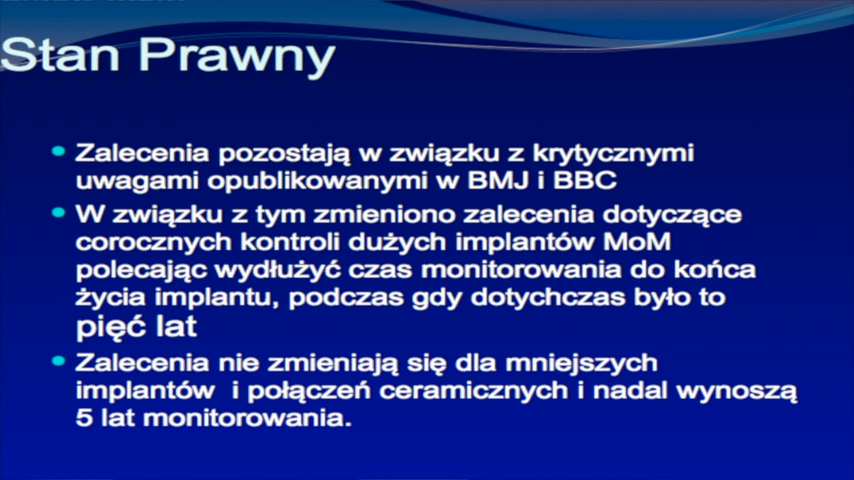 Stan Prawny
Zalecenia pozostają w związku z krytycznymi
uwagami opublikowanymi w BMJ i BBC
W związku z tym zmieniono zalecenia dotyczące
corocznych kontroli dużych implantów MoM
polecając wydłużyć czas monitorowania do końca
życia implantu, podczas gdy dotychczas było to
pięć lat
Zalecenia nie zmieniają się dla mniejszych
implantów i połączeń ceramicznych i nadal wynoszą
5 lat monitorowania.